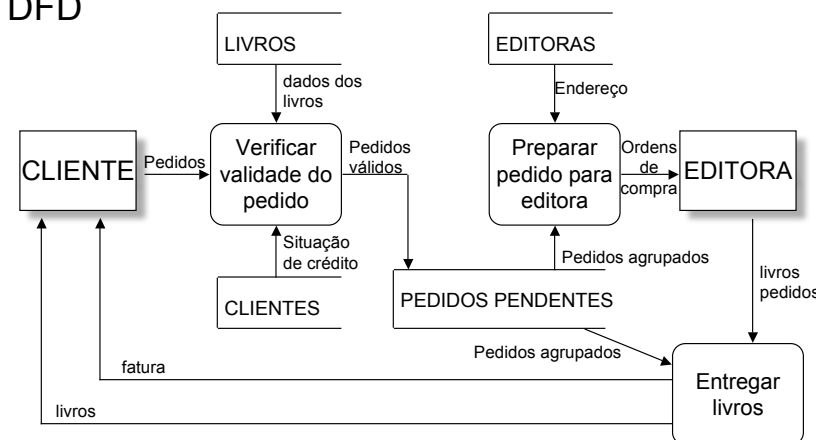 DFD
LIVROS
EDITORAS
dados dos
livros
Endereço
CLIENTE
Pedidos
Verificar
validade do
pedido
Pedidos
válidos
Preparar
pedido para
editora
Ordens
de
compra
EDITORA
Situação
de crédito
Pedidos agrupados
livros
pedidos
CLIENTES
PEDIDOS PENDENTES
Pedidos agrupados
fatura
Entregar
livros
livros